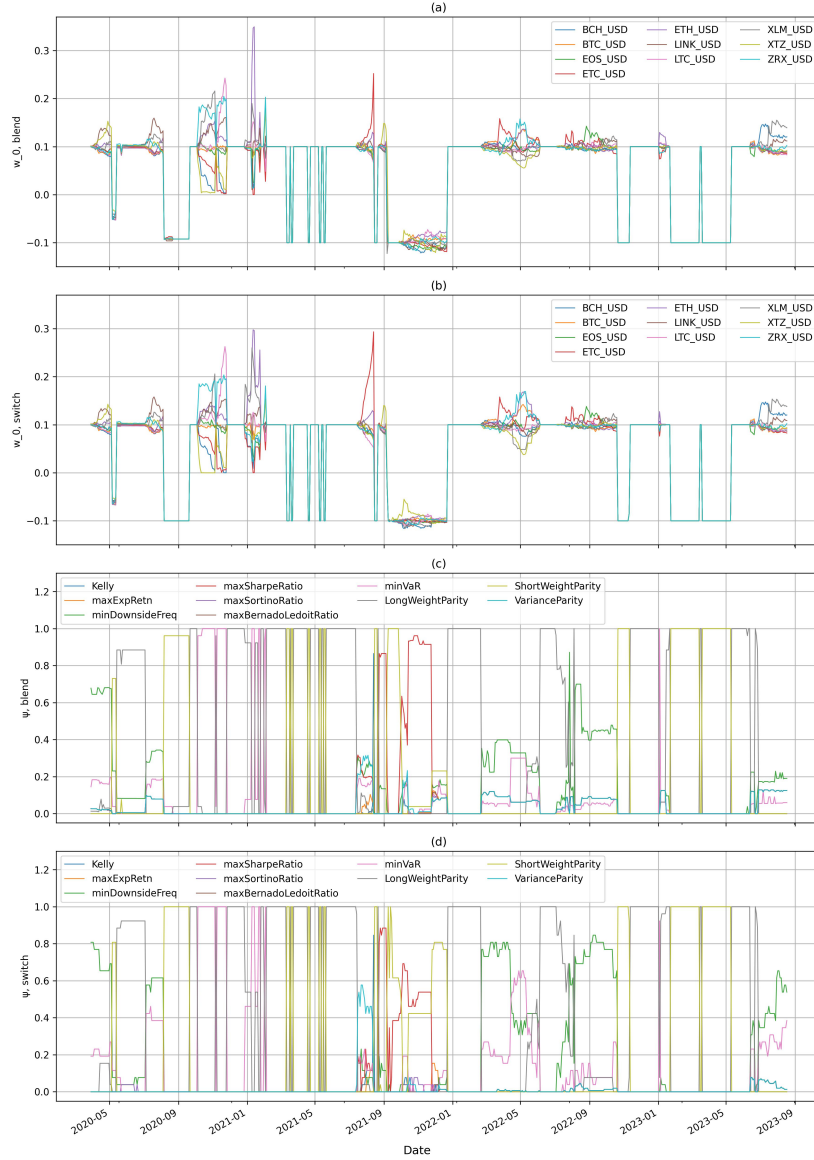 (a)
w_0, blend
0.3
0.2
0.1
0.0
−0.1
BCH_USD ETH_USD XLM_USD
BTC_USD LINK_USD XTZ_USD
EOS_USD LTC_USD ZRX_USD
ETC_USD
(b)
w_0, switch
0.3
0.2
0.1
0.0
−0.1
BCH_USD ETH_USD XLM_USD
BTC_USD LINK_USD XTZ_USD
EOS_USD LTC_USD ZRX_USD
ETC_USD
(c)
ψ, blend
1.2
1.0
0.8
0.6
0.4
0.2
0.0
Kelly maxSharpeRatio minVaR ShortWeightParity
maxExpRetn maxSortinoRatio LongWeightParity VarianceParity
minDownsideFreq maxBernadoLedoitRatio
(d)
ψ, switch
1.2
1.0
0.8
0.6
0.4
0.2
0.0
Kelly maxSharpeRatio minVaR ShortWeightParity
maxExpRetn maxSortinoRatio LongWeightParity VarianceParity
minDownsideFreq maxBernadoLedoitRatio
2020-05 2020-09 2021-01 2021-05 2021-09 2022-01 2022-05 2022-09 2023-01 2023-05 2023-09
Date